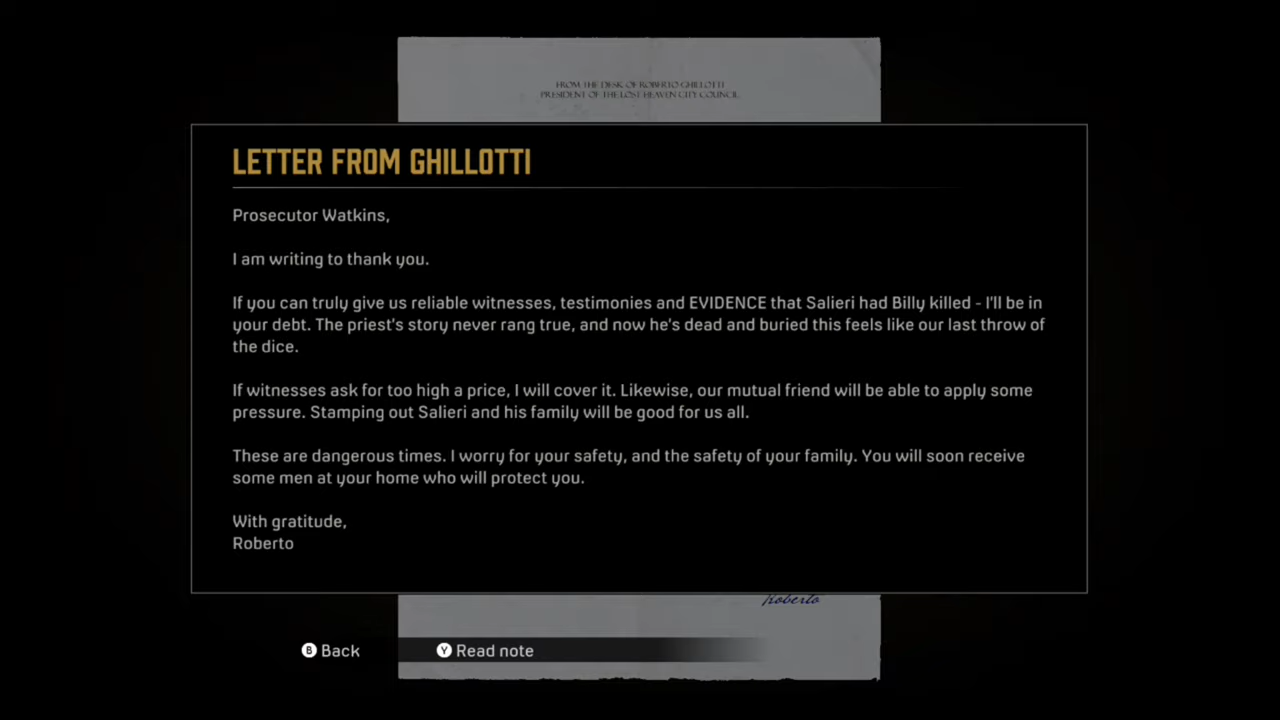 FROM THE DESK OF ROBERTO GHILLOTTI
PRESIDENT OF THE LOST HEAVEN CITY COUNCIL
LETTER FROM GHILLOTTI
Prosecutor Watkins,
I am writing to thank you.
If you can truly give us reliable witnesses, testimonies and EVIDENCE that Salieri had Billy killed - I'll be in
your debt. The priest's story never rang true, and now he's dead and buried this feels like our last throw of
the dice.
If witnesses ask for too high a price, I will cover it. Likewise, our mutual friend will be able to apply some
pressure. Stamping out Salieri and his family will be good for us all.
These are dangerous times. I worry for your safety, and the safety of your family. You will soon receive
some men at your home who will protect you.
With gratitude,
Roberto
Roberto
B Back
Y Read note